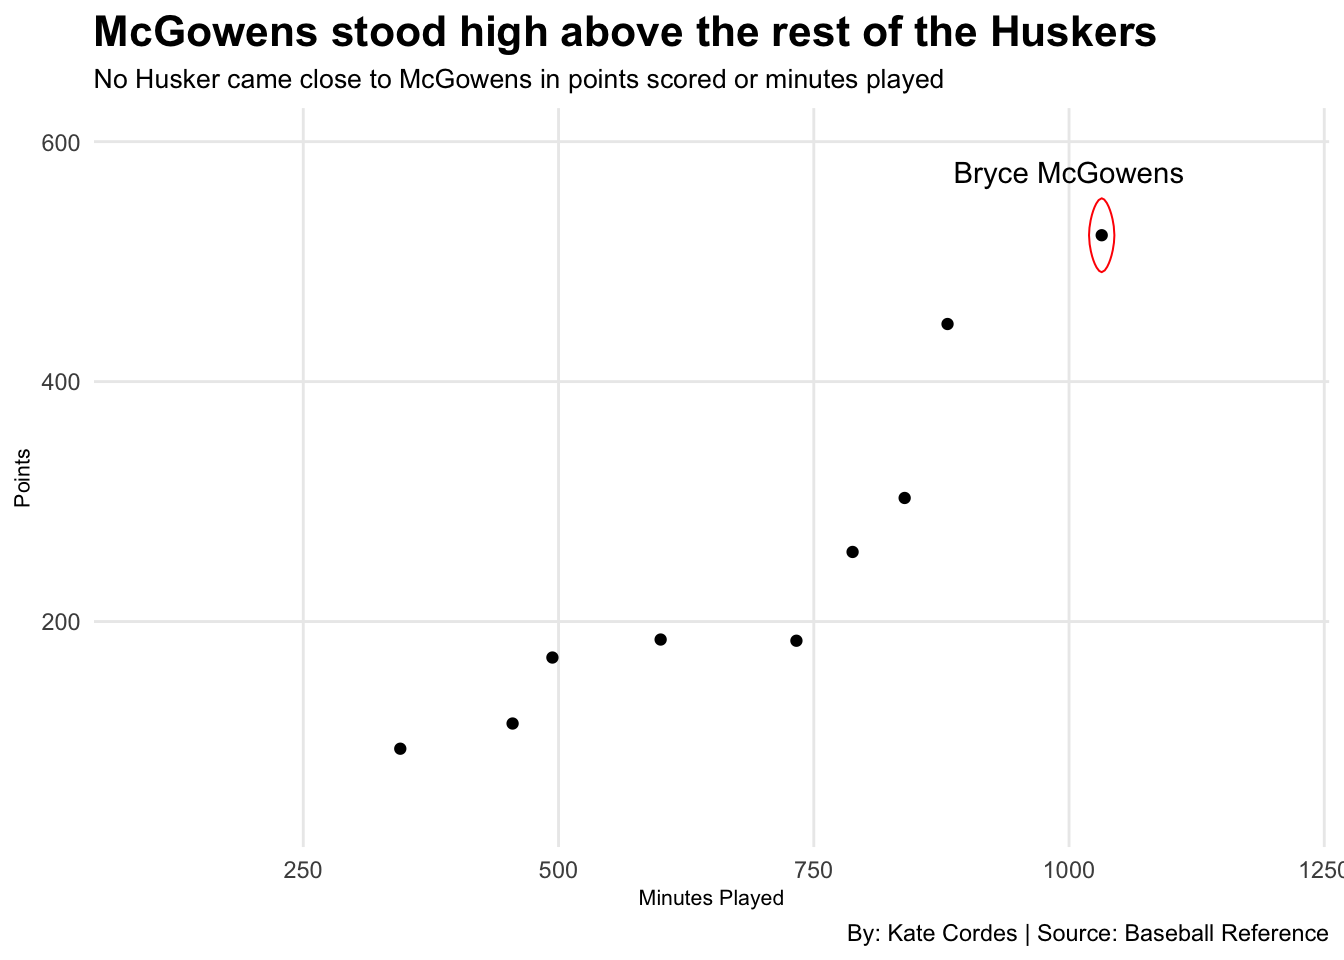 McGowens stood high above the rest of the Huskers
No Husker came close to McGowens in points scored or minutes played
600
Bryce McGowens
400
Points
200
250 500 750 1000 1250
Minutes Played
By: Kate Cordes | Source: Baseball Reference